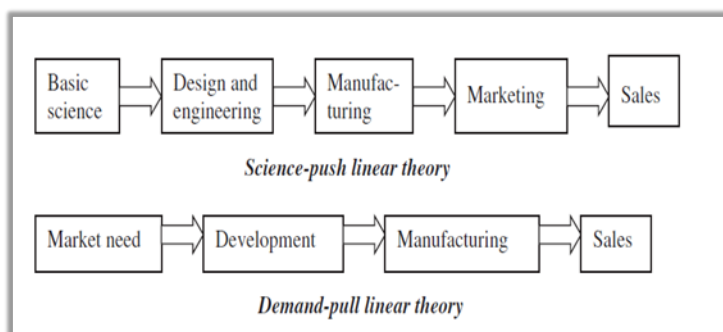 Basic
science
Design and
engineering
Manufac-
turing
Marketing
Sales
Science-push linear theory
Market need
Development
Manufacturing
Sales
Demand-pull linear theory